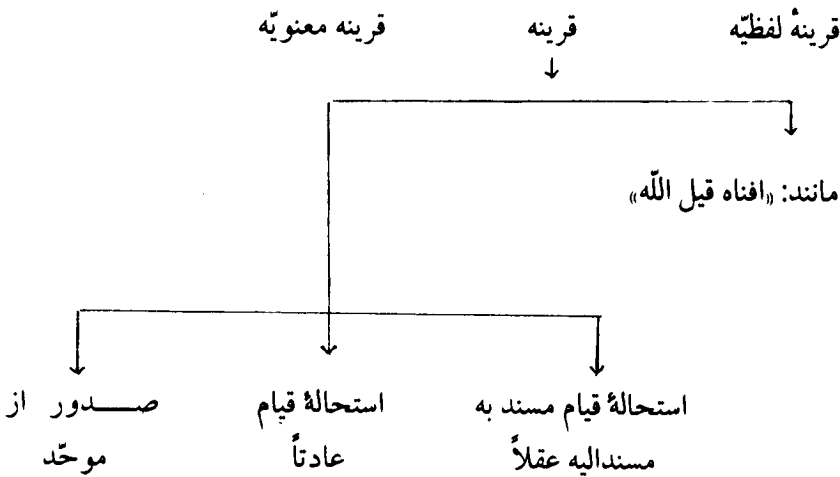 قرینهٔ لفظیّه قرینه قرینه معنویّه
مانند: «افناه قیل اللّه»
استحالهٔ قیام مسند به استحالهٔ قیام صـــدور از
مسندالیه عقلاً عادتاً موحّد